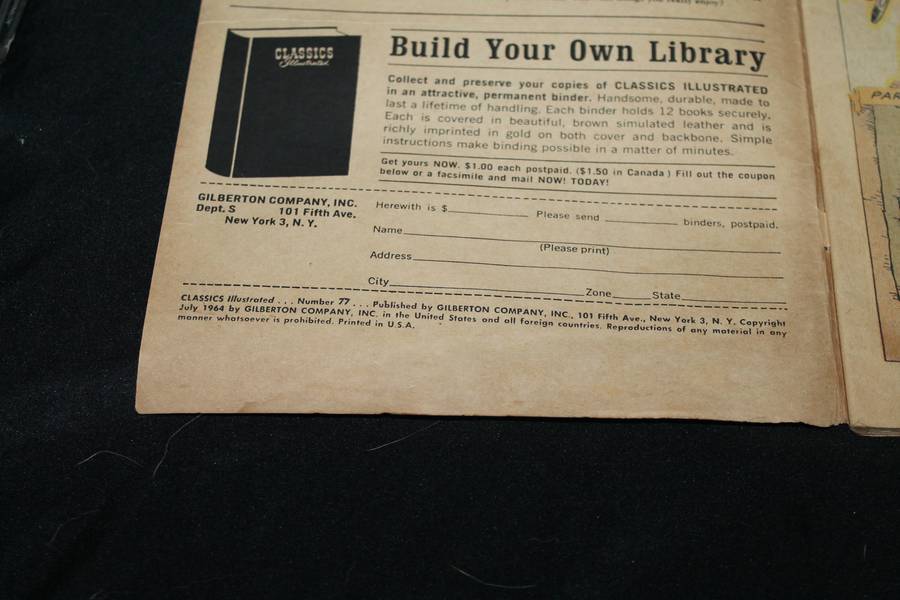 you really enjoy?
CLASSICS
Illustrated
Build Your Own Library
Collect and preserve your copies of CLASSICS ILLUSTRATED
in an attractive, permanent binder. Handsome, durable, made to
last a lifetime of handling. Each binder holds 12 books securely.
Each is covered in beautiful, brown simulated leather and is
richly imprinted in gold on both cover and backbone. Simple
instructions make binding possible in a matter of minutes.
Get yours NOW. $1.00 each postpaid. ($1.50 in Canada) Fill out the coupon
below or a facsimile and mail NOW! TODAY!
GILBERTON COMPANY, INC.
Dept. S 101 Fifth Ave.
New York 3, N. Y.
Herewith is $ Please send binders, postpaid.
Name
(Please print)
Address
City Zone State
CLASSICS Illustrated . . . Number 77 . . . Published by GILBERTON COMPANY, INC., 101 Fifth Ave., New York 3, N. Y. Copyright
July 1964 by GILBERTON COMPANY, INC. in the United States and all foreign countries. Reproductions of any material in any
manner whatsoever is prohibited. Printed in U.S.A.
PAR